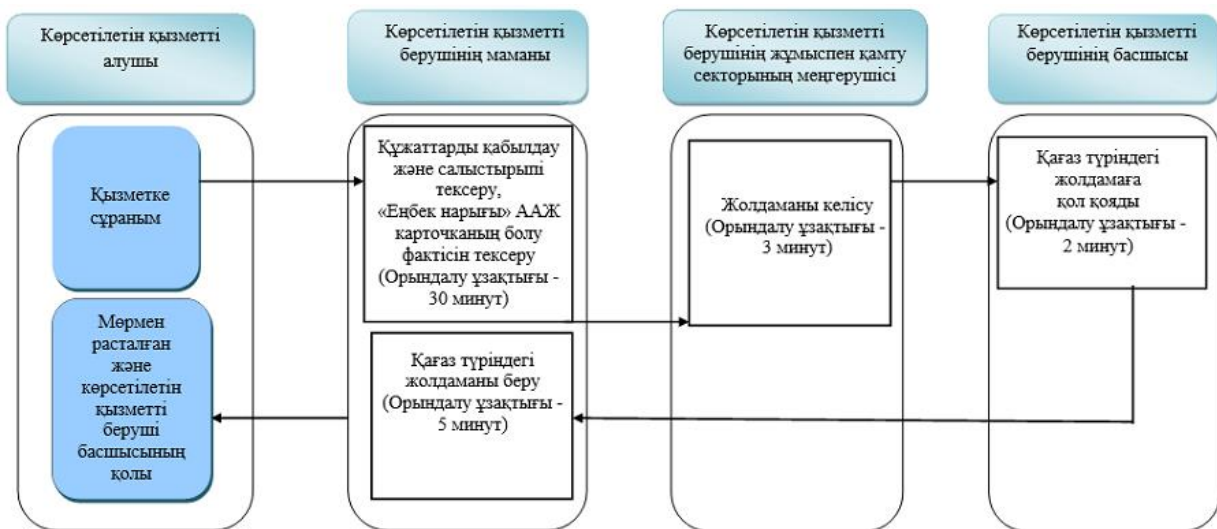 Көрсетілетін қызметті
алушы
Көрсетілетін қызметті
берушінің маманы
Көрсетілетін қызметті
берушінің жұмыспен қамту
секторының меңгерушісі
Көрсетілетін қызметті
берушінің басшысы
Қызметке
сұраным
Құжаттарды қабылдау
және салыстырыпі
тексеру,
«Еңбек нарығы» ААЖ
карточканың болу
фактісін тексеру
(Орындалу ұзақтығы -
30 минут)
Жолдаманы келісу
(Орындалу ұзақтығы -
3 минут)
Қағаз түріндегі
жолдамаға
қол қояды
(Орындалу ұзақтығы -
2 минут)
Мөрмен
расталған
және
көрсетілетін
қызметті
беруші
басшысының
қолы
Қағаз түріндегі
жолдаманы беру
(Орындалу ұзақтығы -
5 минут)